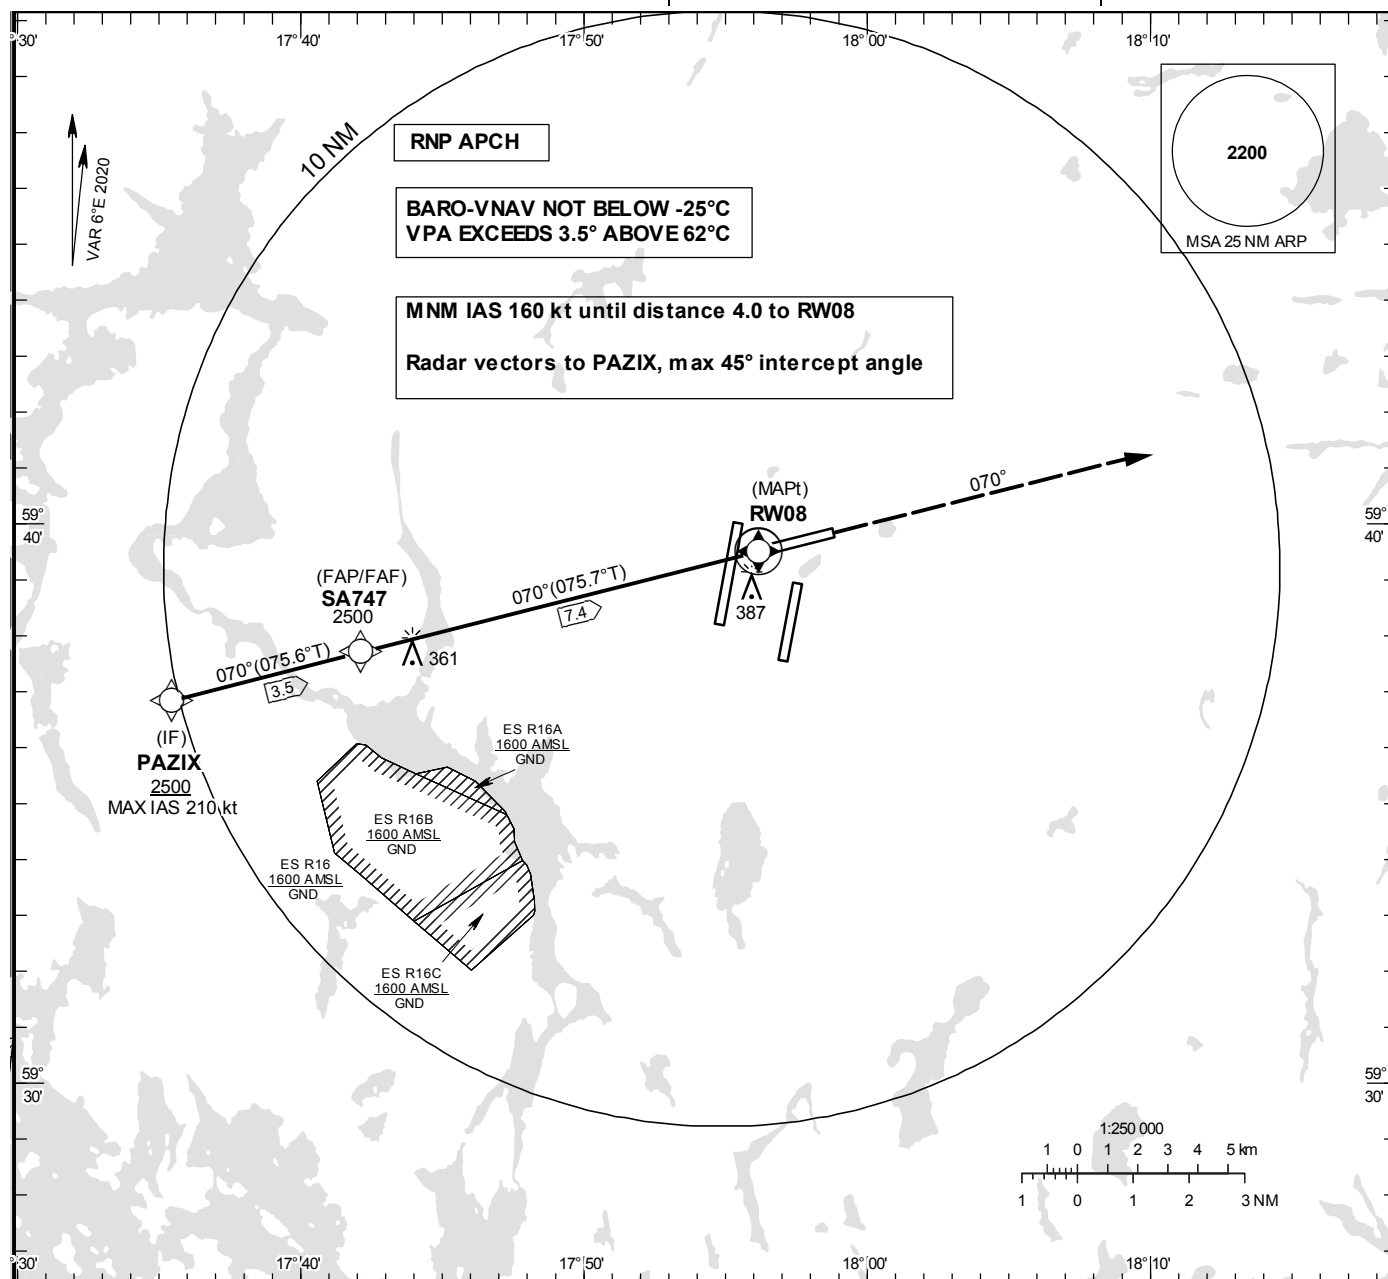 °30'
17°40'
17°50'
18°00'
18°10'
10 NM
VAR 6°E 2020
RNP APCH
BARO-VNAV NOT BELOW -25°C
VPA EXCEEDS 3.5° ABOVE 62°C
MNM IAS 160 kt until distance 4.0 to RW08
Radar vectors to PAZIX, max 45° intercept angle
2200
MSA 25 NM ARP
59°
40'
59°
40'
(MAPt)
RW08
070°
387
(FAP/FAF)
SA747
2500
070°(075.7°T)
7.4
361
070°(075.6°T)
3.5
(IF)
PAZIX
2500
MAX IAS 210 kt
ES R16A
1600 AMSL
GND
ES R16B
1600 AMSL
GND
ES R16
1600 AMSL
GND
ES R16C
1600 AMSL
GND
59°
30'
59°
30'
1:250 000
1 0 1 2 3 4 5 km
1 0 1 2 3 NM
°30'
17°40'
17°50'
18°00'
18°10'